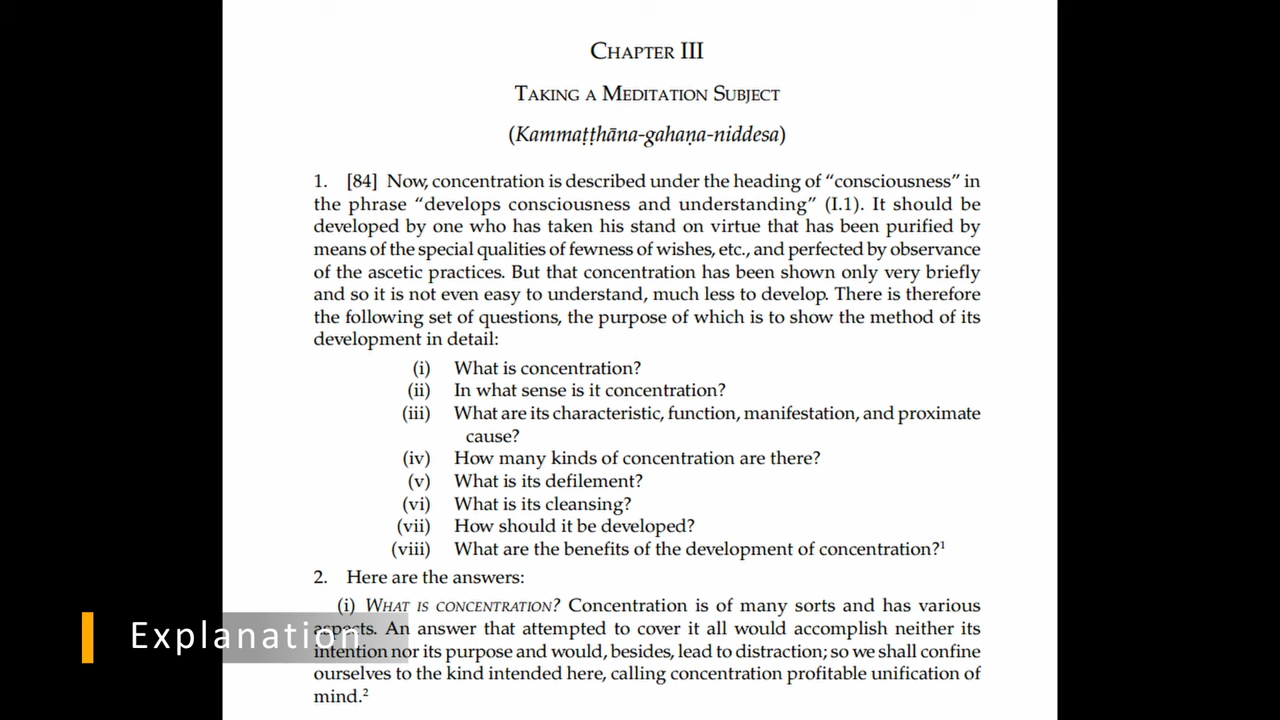 CHAPTER III
TAKING A MEDITATION SUBJECT
(Kammaṭṭhāna-gahaṇa-niddesa)
1. [84] Now, concentration is described under the heading of “consciousness” in
the phrase “develops consciousness and understanding” (I.1). It should be
developed by one who has taken his stand on virtue that has been purified by
means of the special qualities of fewness of wishes, etc., and perfected by observance
of the ascetic practices. But that concentration has been shown only very briefly
and so it is not even easy to understand, much less to develop. There is therefore
the following set of questions, the purpose of which is to show the method of its
development in detail:
(i) What is concentration?
(ii) In what sense is it concentration?
(iii) What are its characteristic, function, manifestation, and proximate
cause?
(iv) How many kinds of concentration are there?
(v) What is its defilement?
(vi) What is its cleansing?
(vii) How should it be developed?
(viii) What are the benefits of the development of concentration?¹
2. Here are the answers:
(i) WHAT IS CONCENTRATION? Concentration is of many sorts and has various
aspects. An answer that attempted to cover it all would accomplish neither its
intention nor its purpose and would, besides, lead to distraction; so we shall confine
ourselves to the kind intended here, calling concentration profitable unification of
mind.²
Explanation